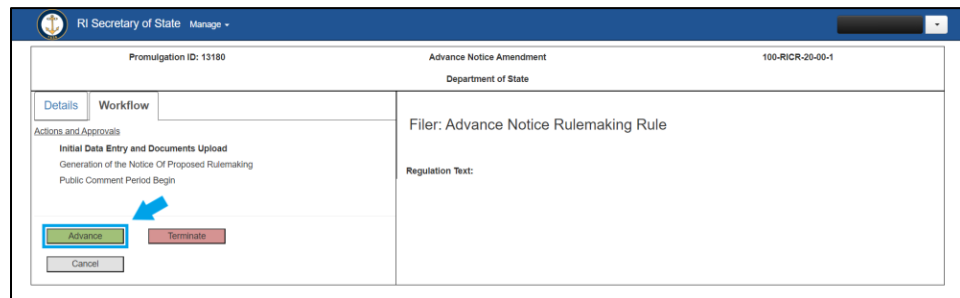 RI Secretary of State Manage
Promulgation ID: 13180 Advance Notice Amendment 100-RICR-20-00-1
Department of State
Details Workflow
Actions and Approvals
Initial Data Entry and Documents Upload
Generation of the Notice Of Proposed Rulemaking
Public Comment Period Begin
Advance Terminate
Cancel
Filer: Advance Notice Rulemaking Rule
Regulation Text: